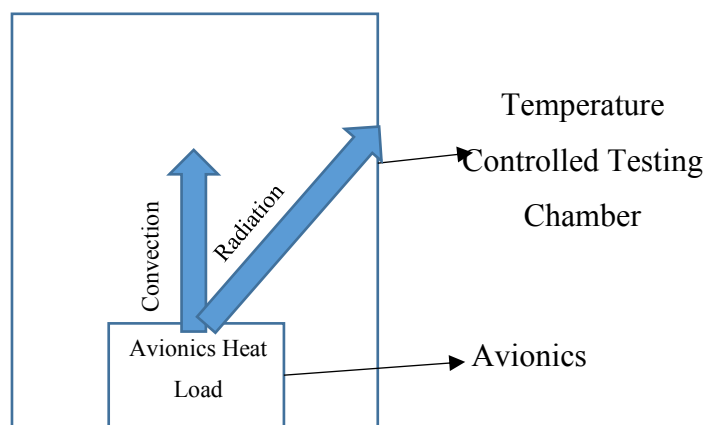 Temperature
Controlled Testing
Chamber
Convection
Radiation
Avionics Heat
Load
Avionics